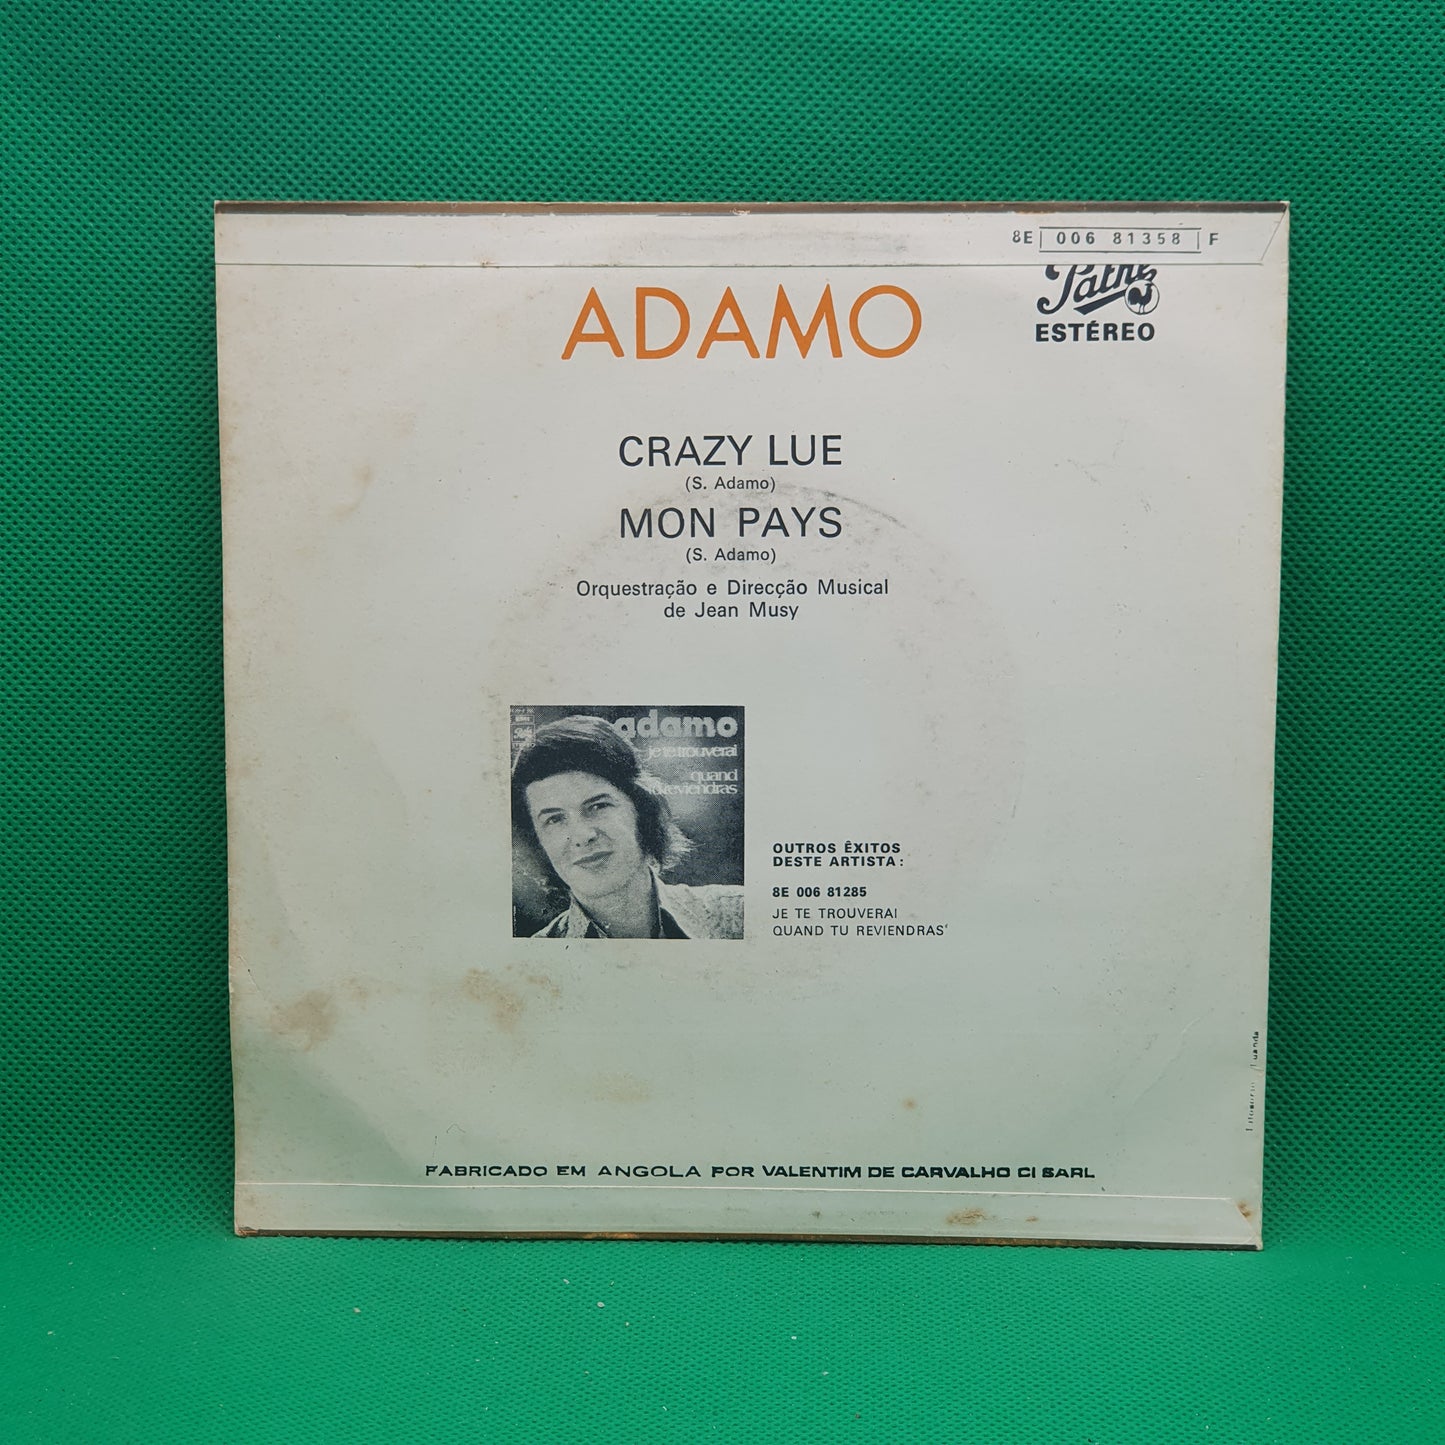 8E 006 81358 F
Pathé
ESTÉREO
ADAMO
CRAZY LUE
(S. Adamo)
MON PAYS
(S. Adamo)
Orquestração e Direcção Musical
de Jean Musy
adamo
je te trouverai
quand
tu reviendras
OUTROS ÊXITOS
DESTE ARTISTA:
8E 006 81285
JE TE TROUVERAI
QUAND TU REVIENDRAS
FABRICADO EM ANGOLA POR VALENTIM DE CARVALHO CI SARL